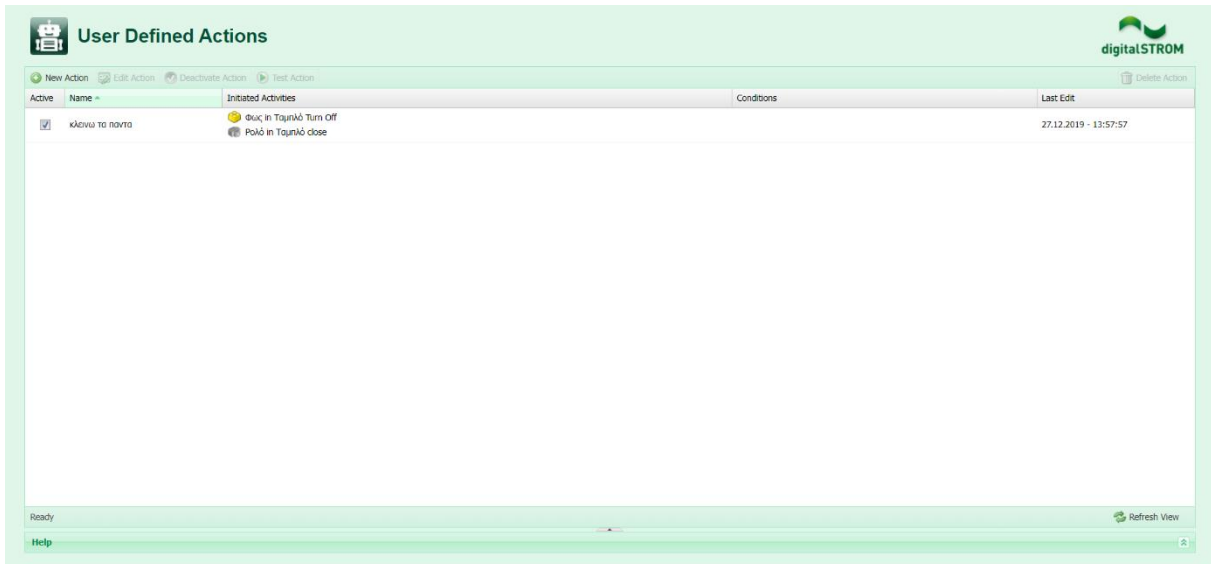 User Defined Actions
digitalSTROM
New Action Edit Action Deactivate Action Test Action Delete Action
Active Name Initiated Activities Conditions Last Edit
κλεινω τα παντα Φως in Ταμπλό Turn Off 27.12.2019 - 13:57:57
Ρολό in Ταμπλό close
Ready Refresh View
Help